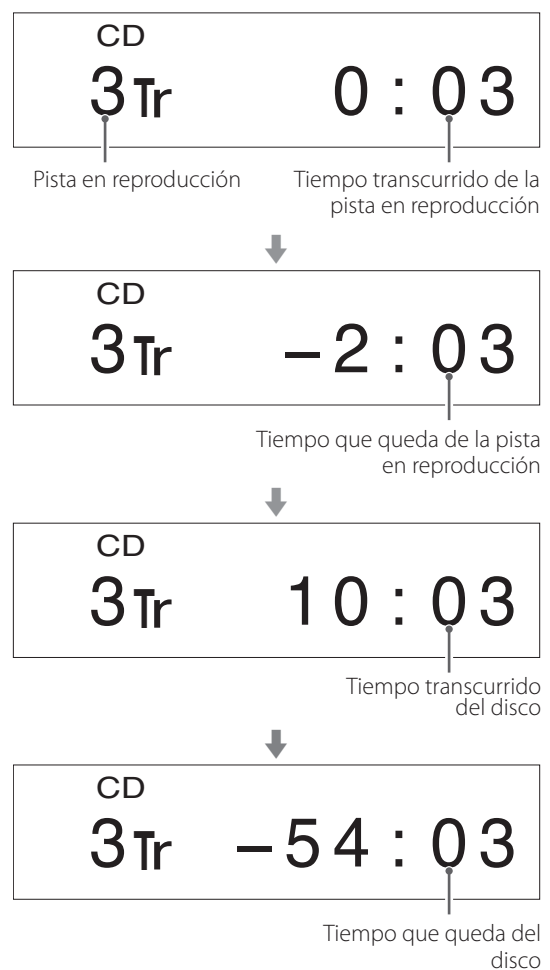 CD
3Tr 0:03
Pista en reproducción
Tiempo transcurrido de la
pista en reproducción
CD
3Tr –2:03
Tiempo que queda de la pista
en reproducción
CD
3Tr 10:03
Tiempo transcurrido
del disco
CD
3Tr –54:03
Tiempo que queda del
disco